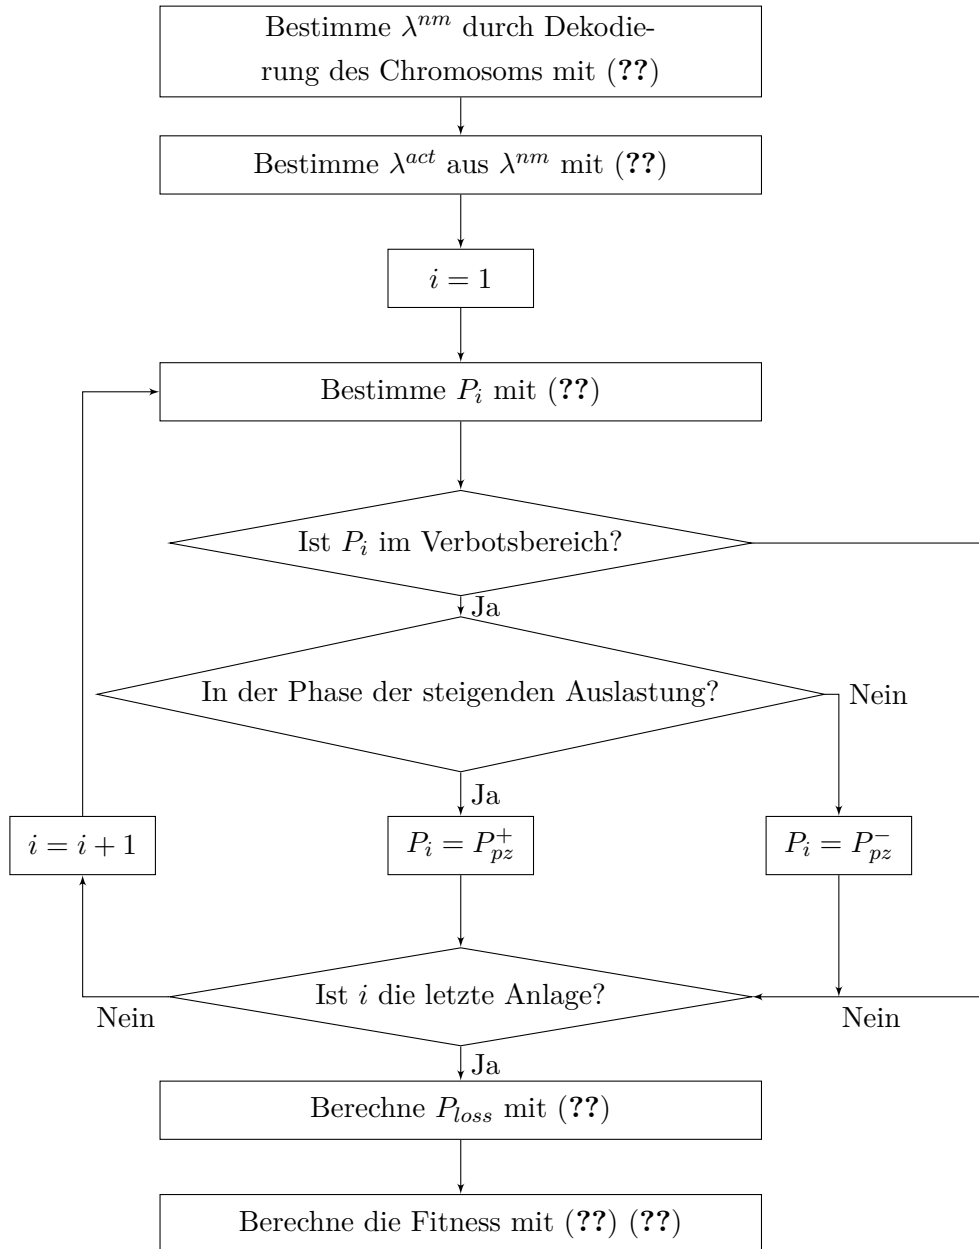 Bestimme λ^{nm} durch Dekodie-
rung des Chromosoms mit (??)
Bestimme λ^{act} aus λ^{nm} mit (??)
i = 1
Bestimme P_i mit (??)
Ist P_i im Verbotsbereich?
Ja
In der Phase der steigenden Auslastung?
Nein
Ja
i = i + 1
P_i = P_{pz}^+
P_i = P_{pz}^-
Ist i die letzte Anlage?
Nein
Nein
Ja
Berechne P_{loss} mit (??)
Berechne die Fitness mit (??) (??)